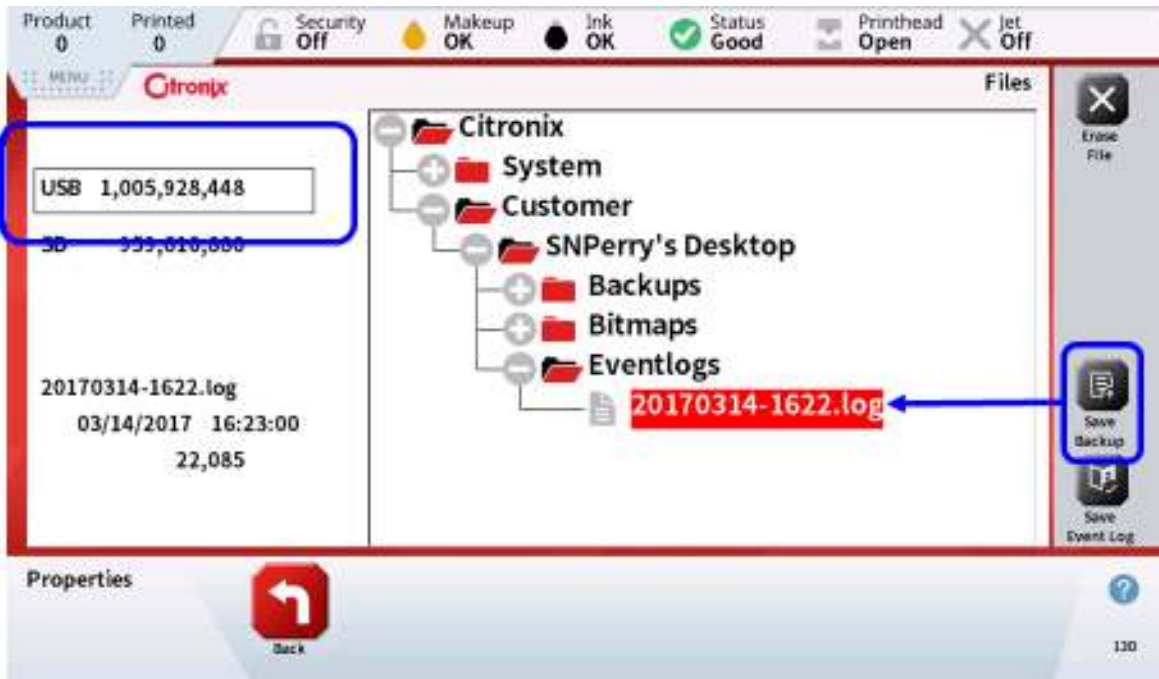 Product
0
Printed
0
Security
Off
Makeup
OK
Ink
OK
Status
Good
Printhead
Open
Jet
Off
MENU
Citronix
Files
USB 1,005,928,448
SD
20170314-1622.log
03/14/2017 16:23:00
22,085
Citronix
System
Customer
SNPerry's Desktop
Backups
Bitmaps
Eventlogs
20170314-1622.log
Erase
File
Save
Backup
Save
Event Log
Properties
Back
?
130